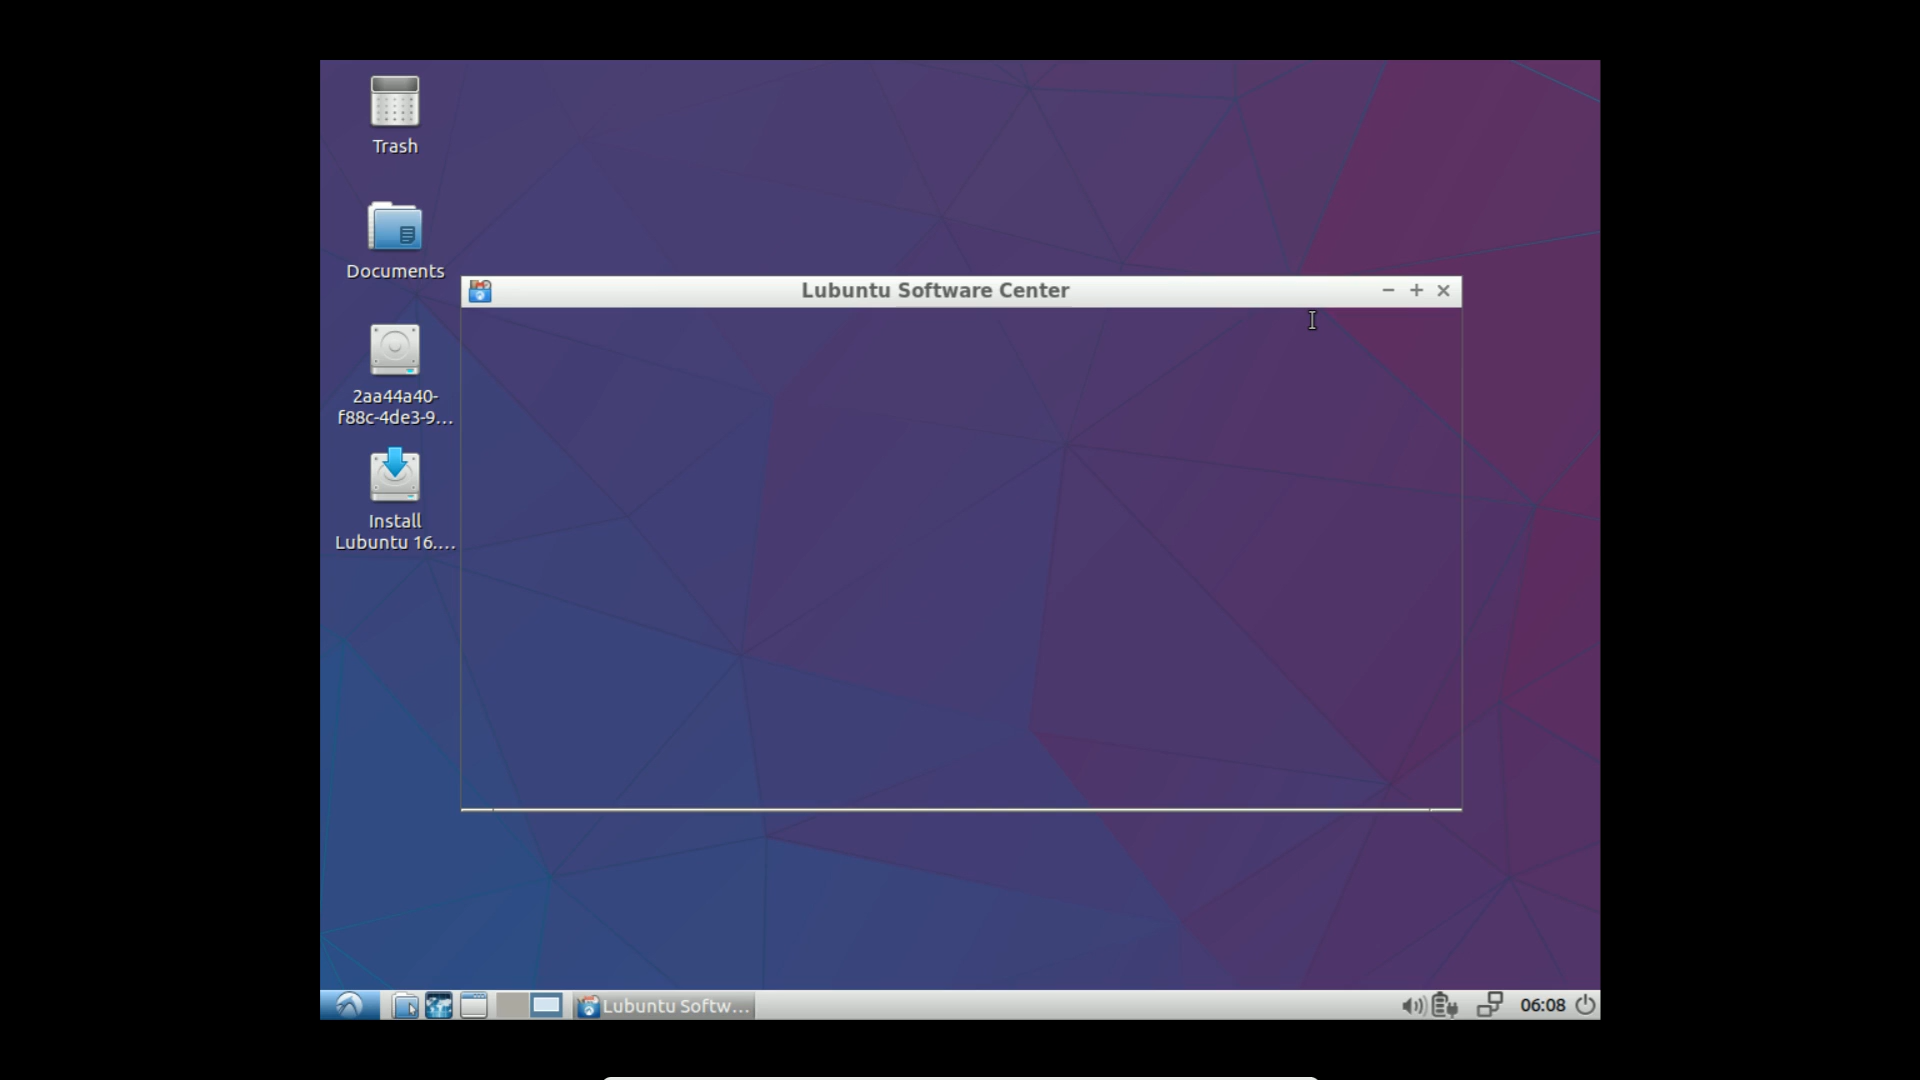 Trash
Documents
Lubuntu Software Center
2aa44a40-
f88c-4de3-9...
Install
Lubuntu 16....
Lubuntu Softw...
06:08